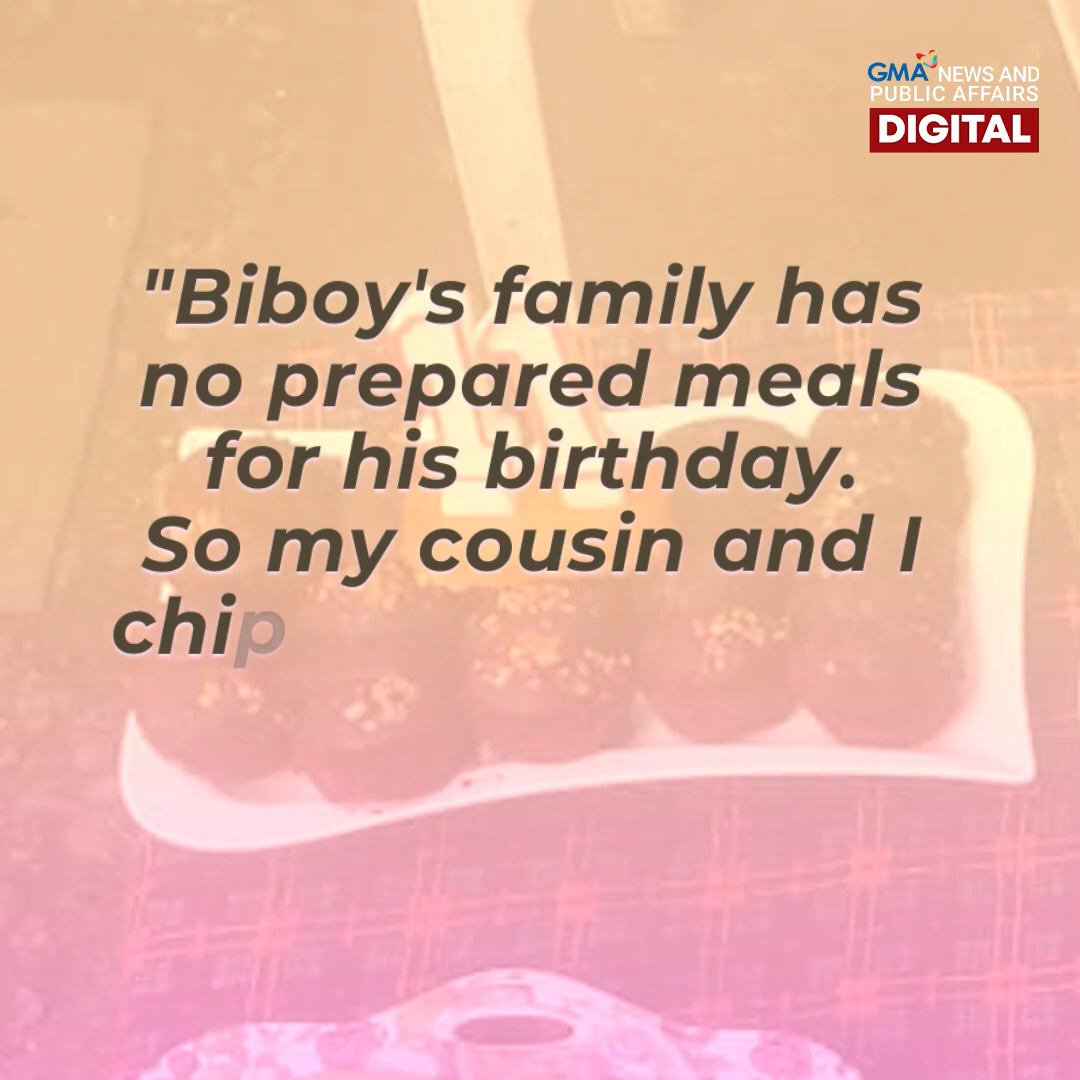 GMA NEWS AND
PUBLIC AFFAIRS
DIGITAL
"Biboy's family has
no prepared meals
for his birthday.
So my cousin and I
chip